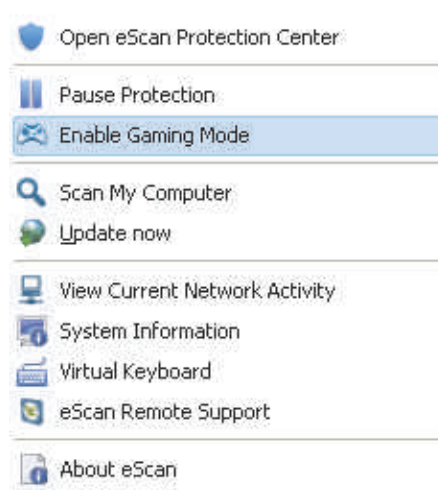 Open eScan Protection Center
Pause Protection
Enable Gaming Mode
Scan My Computer
Update now
View Current Network Activity
System Information
Virtual Keyboard
eScan Remote Support
About eScan